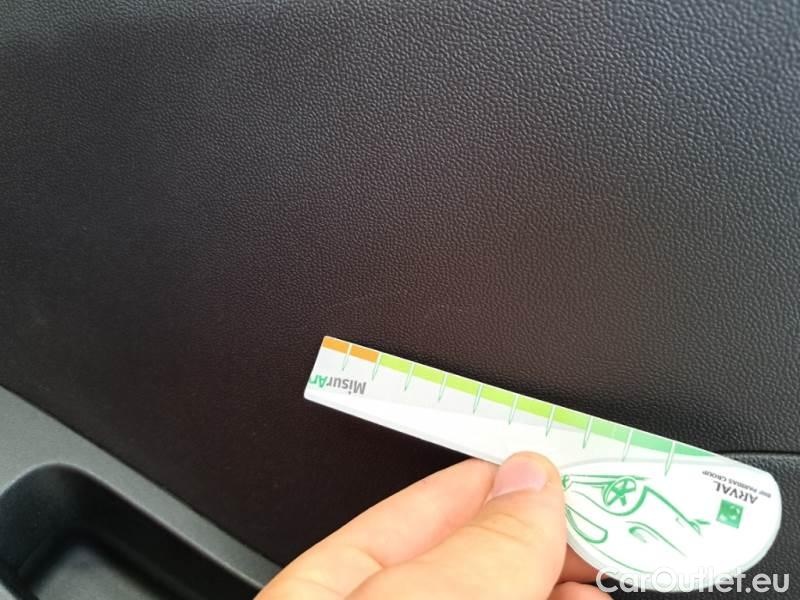 MisurAr
ARVAL
BNP PARIBAS GROUP
CarOutlet.eu